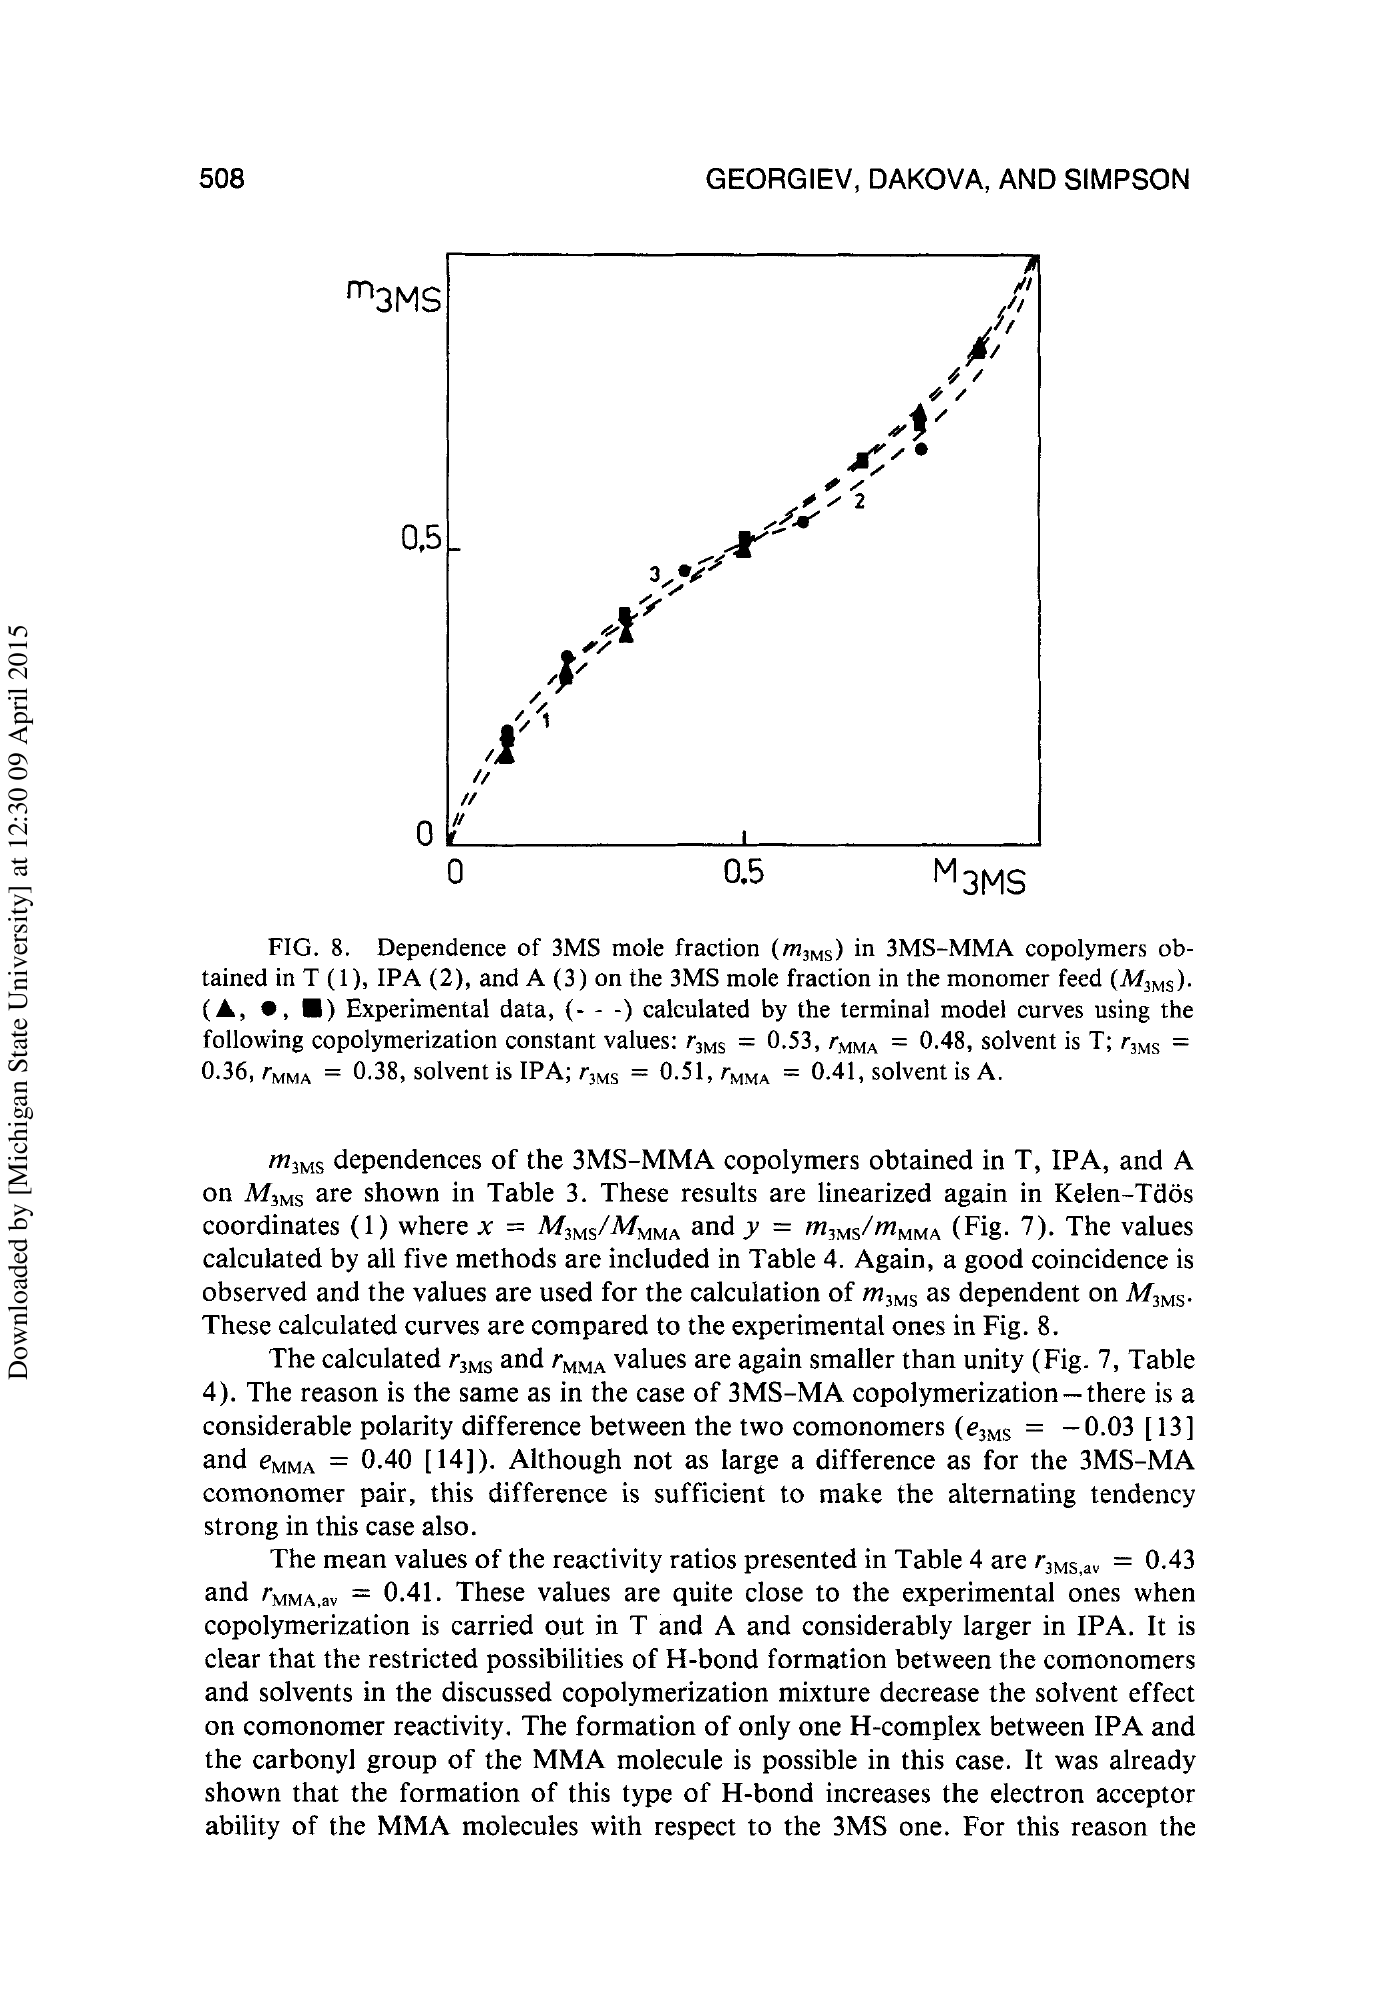 508
GEORGIEV, DAKOVA, AND SIMPSON
m3MS
0,5
0
0
0.5
M3MS
1
2
3
FIG. 8. Dependence of 3MS mole fraction (m3MS) in 3MS–MMA copolymers ob-
tained in T (1), IPA (2), and A (3) on the 3MS mole fraction in the monomer feed (M3MS).
(▲, ●, ■) Experimental data, (- - -) calculated by the terminal model curves using the
following copolymerization constant values: r3MS = 0.53, rMMA = 0.48, solvent is T; r3MS =
0.36, rMMA = 0.38, solvent is IPA; r3MS = 0.51, rMMA = 0.41, solvent is A.
m3MS dependences of the 3MS–MMA copolymers obtained in T, IPA, and A
on M3MS are shown in Table 3. These results are linearized again in Kelen–Tdös
coordinates (1) where x = M3MS/MMMA and y = m3MS/mMMA (Fig. 7). The values
calculated by all five methods are included in Table 4. Again, a good coincidence is
observed and the values are used for the calculation of m3MS as dependent on M3MS.
These calculated curves are compared to the experimental ones in Fig. 8.
The calculated r3MS and rMMA values are again smaller than unity (Fig. 7, Table
4). The reason is the same as in the case of 3MS–MA copolymerization—there is a
considerable polarity difference between the two comonomers (e3MS = −0.03 [13]
and eMMA = 0.40 [14]). Although not as large a difference as for the 3MS–MA
comonomer pair, this difference is sufficient to make the alternating tendency
strong in this case also.
The mean values of the reactivity ratios presented in Table 4 are r3MS,av = 0.43
and rMMA,av = 0.41. These values are quite close to the experimental ones when
copolymerization is carried out in T and A and considerably larger in IPA. It is
clear that the restricted possibilities of H-bond formation between the comonomers
and solvents in the discussed copolymerization mixture decrease the solvent effect
on comonomer reactivity. The formation of only one H-complex between IPA and
the carbonyl group of the MMA molecule is possible in this case. It was already
shown that the formation of this type of H-bond increases the electron acceptor
ability of the MMA molecules with respect to the 3MS one. For this reason the
Downloaded by [Michigan State University] at 12:30 09 April 2015